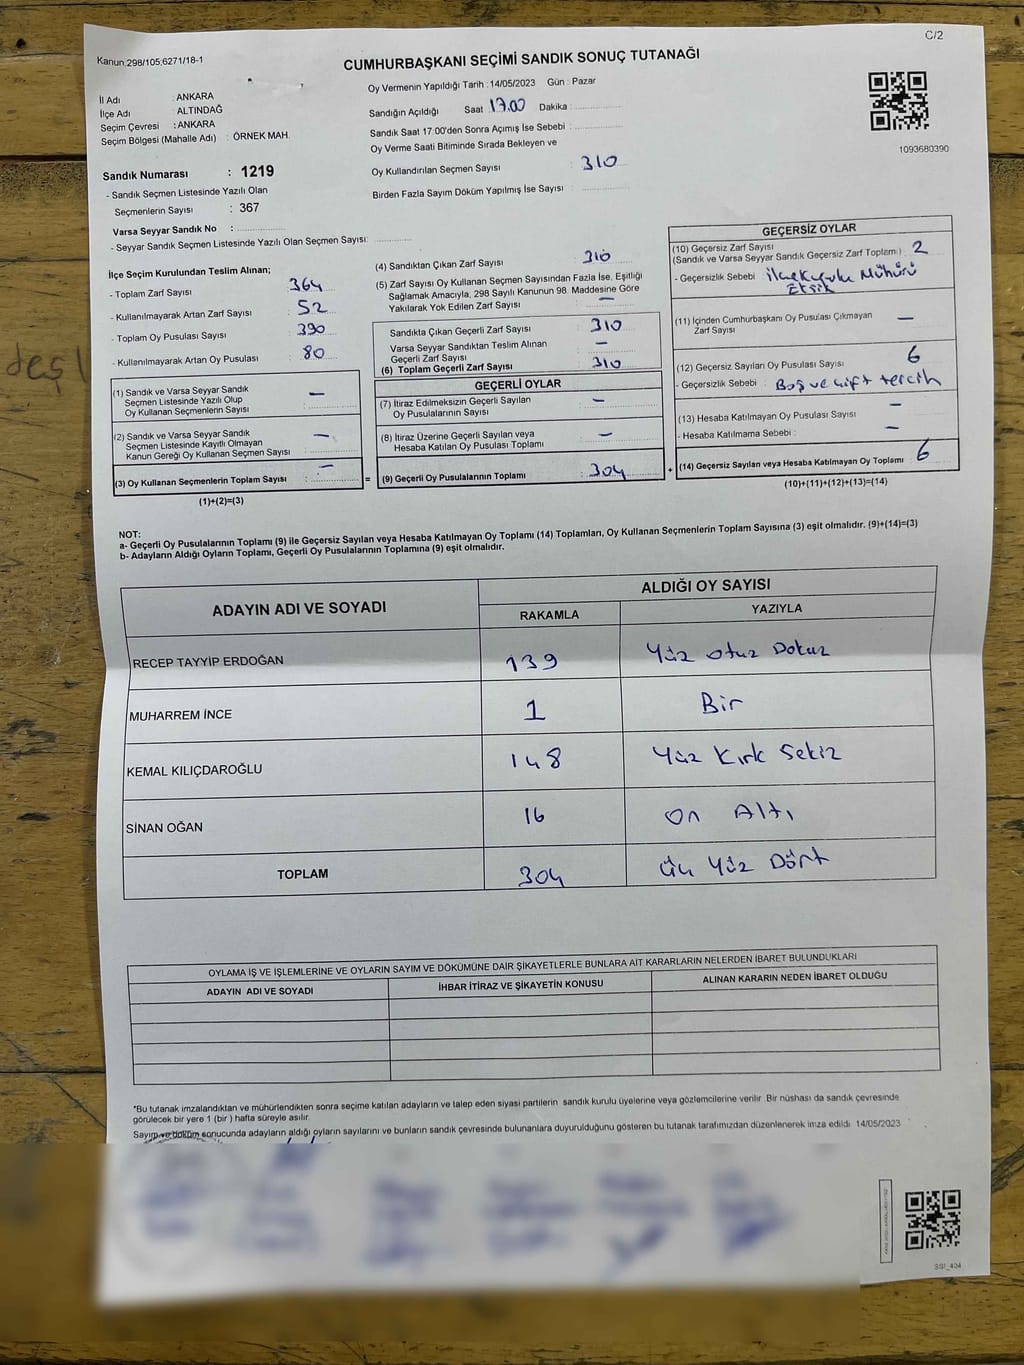 C/2
Kanun:298/105;6271/18-1
CUMHURBAŞKANI SEÇİMİ SANDIK SONUÇ TUTANAĞI
İl Adı : ANKARA
İlçe Adı : ALTINDAĞ
Seçim Çevresi : ANKARA
Seçim Bölgesi (Mahalle Adı) : ÖRNEK MAH.
Oy Vermenin Yapıldığı Tarih : 14/05/2023 Gün : Pazar
Sandığın Açıldığı Saat 17.00 Dakika :
Sandık Saat 17:00'den Sonra Açımış İse Sebebi :
Oy Verme Saati Bitiminde Sırada Bekleyen ve
Oy Kullandırılan Seçmen Sayısı : 310
Birden Fazla Sayım Döküm Yapılmış İse Sayısı :
1093680390
Sandık Numarası : 1219
- Sandık Seçmen Listesinde Yazılı Olan
Seçmenlerin Sayısı : 367
Varsa Seyyar Sandık No :
- Seyyar Sandık Seçmen Listesinde Yazılı Olan Seçmen Sayısı:
İlçe Seçim Kurulundan Teslim Alınan;
- Toplam Zarf Sayısı : 364
- Kullanılmayarak Artan Zarf Sayısı : 52
- Toplam Oy Pusulası Sayısı : 390
- Kullanılmayarak Artan Oy Pusulası : 80
(1) Sandık ve Varsa Seyyar Sandık
Seçmen Listesinde Yazılı Olup
Oy Kullanan Seçmenlerin Sayısı : —
(2) Sandık ve Varsa Seyyar Sandık
Seçmen Listesinde Kayıtlı Olmayan
Kanun Gereği Oy Kullanan Seçmen Sayısı : —
(3) Oy Kullanan Seçmenlerin Toplam Sayısı : —
(1)+(2)=(3)
(4) Sandıktan Çıkan Zarf Sayısı : 310
(5) Zarf Sayısı Oy Kullanan Seçmen Sayısından Fazla İse, Eşitliği
Sağlamak Amacıyla, 298 Sayılı Kanunun 98. Maddesine Göre
Yakılarak Yok Edilen Zarf Sayısı : —
Sandıkta Çıkan Geçerli Zarf Sayısı : 310
Varsa Seyyar Sandıktan Teslim Alınan
Geçerli Zarf Sayısı : —
(6) Toplam Geçerli Zarf Sayısı : 310
GEÇERLİ OYLAR
(7) İtiraz Edilmeksizin Geçerli Sayılan
Oy Pusulalarının Sayısı : —
(8) İtiraz Üzerine Geçerli Sayılan veya
Hesaba Katılan Oy Pusulası Toplamı : —
= (9) Geçerli Oy Pusulalarının Toplamı : 304
GEÇERSİZ OYLAR
(10) Geçersiz Zarf Sayısı
(Sandık ve Varsa Seyyar Sandık Geçersiz Zarf Toplamı) : 2
- Geçersizlik Sebebi : İlçe Kurulu Mühürü
Eksik
(11) İçinden Cumhurbaşkanı Oy Pusulası Çıkmayan
Zarf Sayısı : —
(12) Geçersiz Sayılan Oy Pusulası Sayısı : 6
- Geçersizlik Sebebi : Boş ve çift tercih
(13) Hesaba Katılmayan Oy Pusulası Sayısı : —
- Hesaba Katılmama Sebebi : —
+ (14) Geçersiz Sayılan veya Hesaba Katılmayan Oy Toplamı : 6
(10)+(11)+(12)+(13)=(14)
NOT:
a- Geçerli Oy Pusulalarının Toplamı (9) ile Geçersiz Sayılan veya Hesaba Katılmayan Oy Toplamı (14) Toplamları, Oy Kullanan Seçmenlerin Toplam Sayısına (3) eşit olmalıdır. (9)+(14)=(3)
b- Adayların Aldığı Oyların Toplamı, Geçerli Oy Pusulalarının Toplamına (9) eşit olmalıdır.
ADAYIN ADI VE SOYADI ALDIĞI OY SAYISI
RAKAMLA YAZIYLA
RECEP TAYYİP ERDOĞAN 139 Yüz otuz Dokuz
MUHARREM İNCE 1 Bir
KEMAL KILIÇDAROĞLU 148 Yüz Kırk Sekiz
SİNAN OĞAN 16 On Altı
TOPLAM 304 Üç Yüz Dört
OYLAMA İŞ VE İŞLEMLERİNE VE OYLARIN SAYIM VE DÖKÜMÜNE DAİR ŞİKAYETLERLE BUNLARA AİT KARARLARIN NELERDEN İBARET BULUNDUKLARI
ADAYIN ADI VE SOYADI İHBAR İTİRAZ VE ŞİKAYETİN KONUSU ALINAN KARARIN NEDEN İBARET OLDUĞU
*Bu tutanak imzalandıktan ve mühürlendikten sonra seçime katılan adayların ve talep eden siyasi partilerin sandık kurulu üyelerine veya gözlemcilerine verilir. Bir nüshası da sandık çevresinde
görülecek bir yere 1 (bir ) hafta süreyle asılır.
Sayım ve döküm sonucunda adayların aldığı oyların sayılarını ve bunların sandık çevresinde bulunanlara duyurulduğunu gösteren bu tutanak tarafımızdan düzenlenerek imza edildi. 14/05/2023